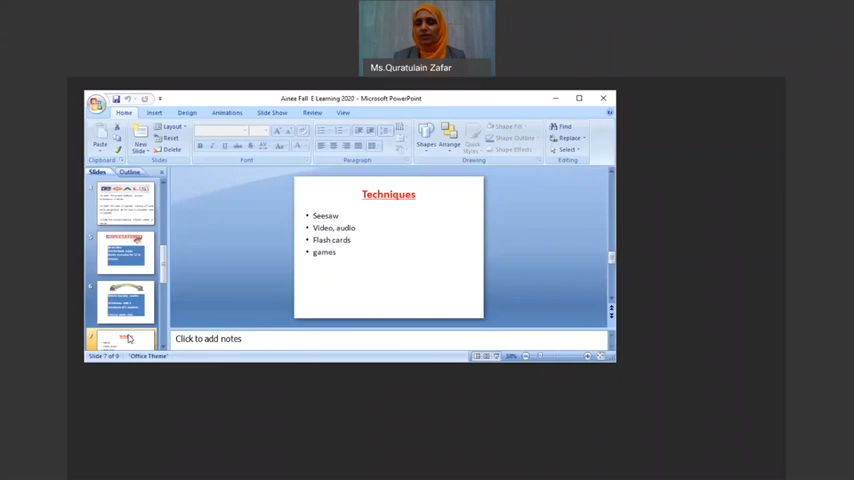 Ms.Quratulain Zafar
Ainee Fall E Learning 2020 - Microsoft PowerPoint
Home Insert Design Animations Slide Show Review View
Paste
New Slide
Layout
Reset
Delete
Shapes
Arrange
Quick Styles
Shape Fill
Shape Outline
Shape Effects
Find
Replace
Select
Clipboard
Slides
Font
Paragraph
Drawing
Editing
Slides Outline
5
6
7
Techniques
• Seesaw
• Video, audio
• Flash cards
• games
Click to add notes
Slide 7 of 9
"Office Theme"